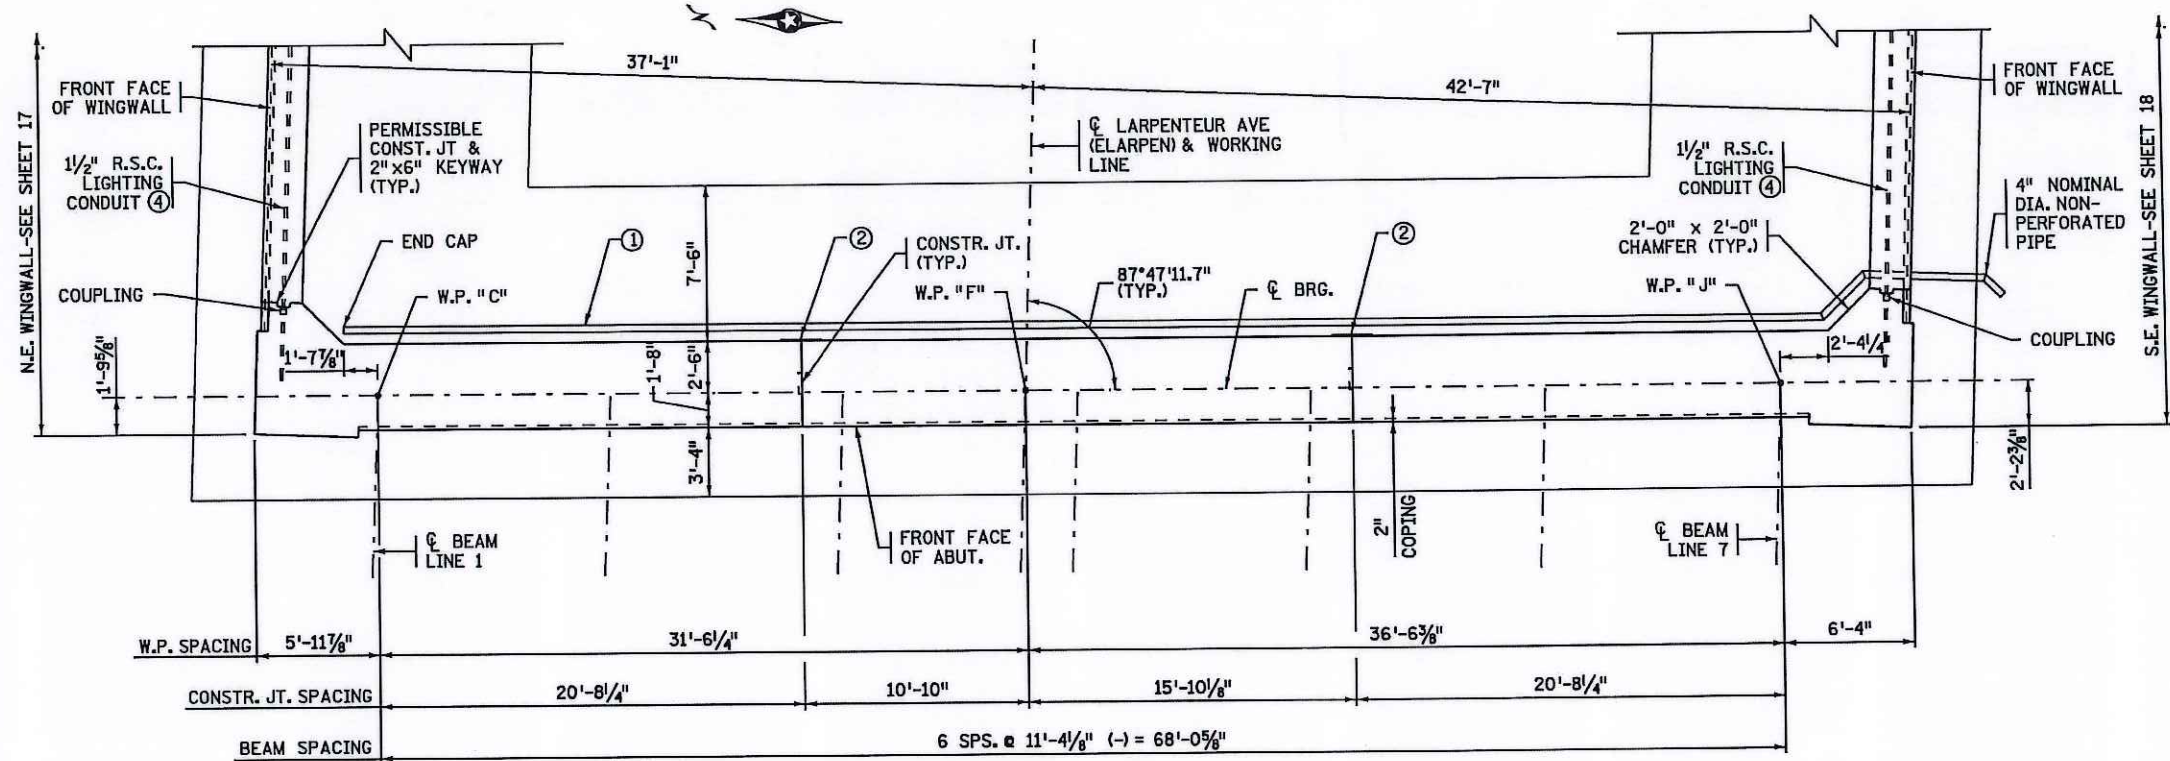 37'-1"
42'-7"
FRONT FACE
OF WINGWALL
FRONT FACE
OF WINGWALL
N.E. WINGWALL-SEE SHEET 17
S.E. WINGWALL-SEE SHEET 18
PERMISSIBLE
CONST. JT &
2"x6" KEYWAY
(TYP.)
℄ LARPENTEUR AVE
(ELARPEN) & WORKING
LINE
1½" R.S.C.
LIGHTING
CONDUIT ④
1½" R.S.C.
LIGHTING
CONDUIT ④
4" NOMINAL
DIA. NON-
PERFORATED
PIPE
END CAP
①
②
CONSTR. JT.
(TYP.)
②
2'-0" x 2'-0"
CHAMFER (TYP.)
7'-6"
87°47'11.7"
(TYP.)
COUPLING
W.P. "C"
W.P. "F"
℄ BRG.
W.P. "J"
COUPLING
1'-7⅞"
2'-4¼
1'-9⅝"
1'-8"
2'-6"
3'-4"
2'-2⅜"
2"
COPING
℄ BEAM
LINE 1
FRONT FACE
OF ABUT.
℄ BEAM
LINE 7
W.P. SPACING 5'-11⅞" 31'-6¼" 36'-6⅜" 6'-4"
CONSTR. JT. SPACING 20'-8¼" 10'-10" 15'-10⅛" 20'-8¼"
BEAM SPACING 6 SPS. @ 11'-4⅛" (-) = 68'-0⅝"